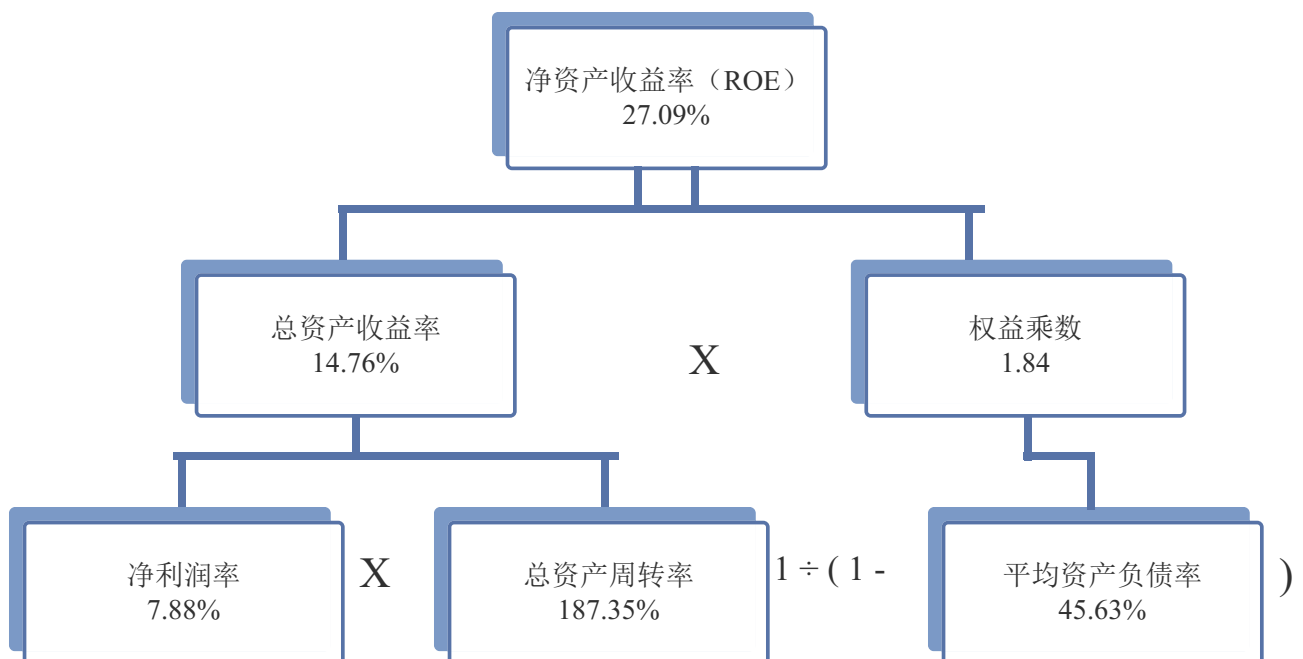 净资产收益率（ROE）
27.09%
总资产收益率
14.76%
X
权益乘数
1.84
净利润率
7.88%
X
总资产周转率
187.35%
1 ÷ ( 1 -
平均资产负债率
45.63%
)